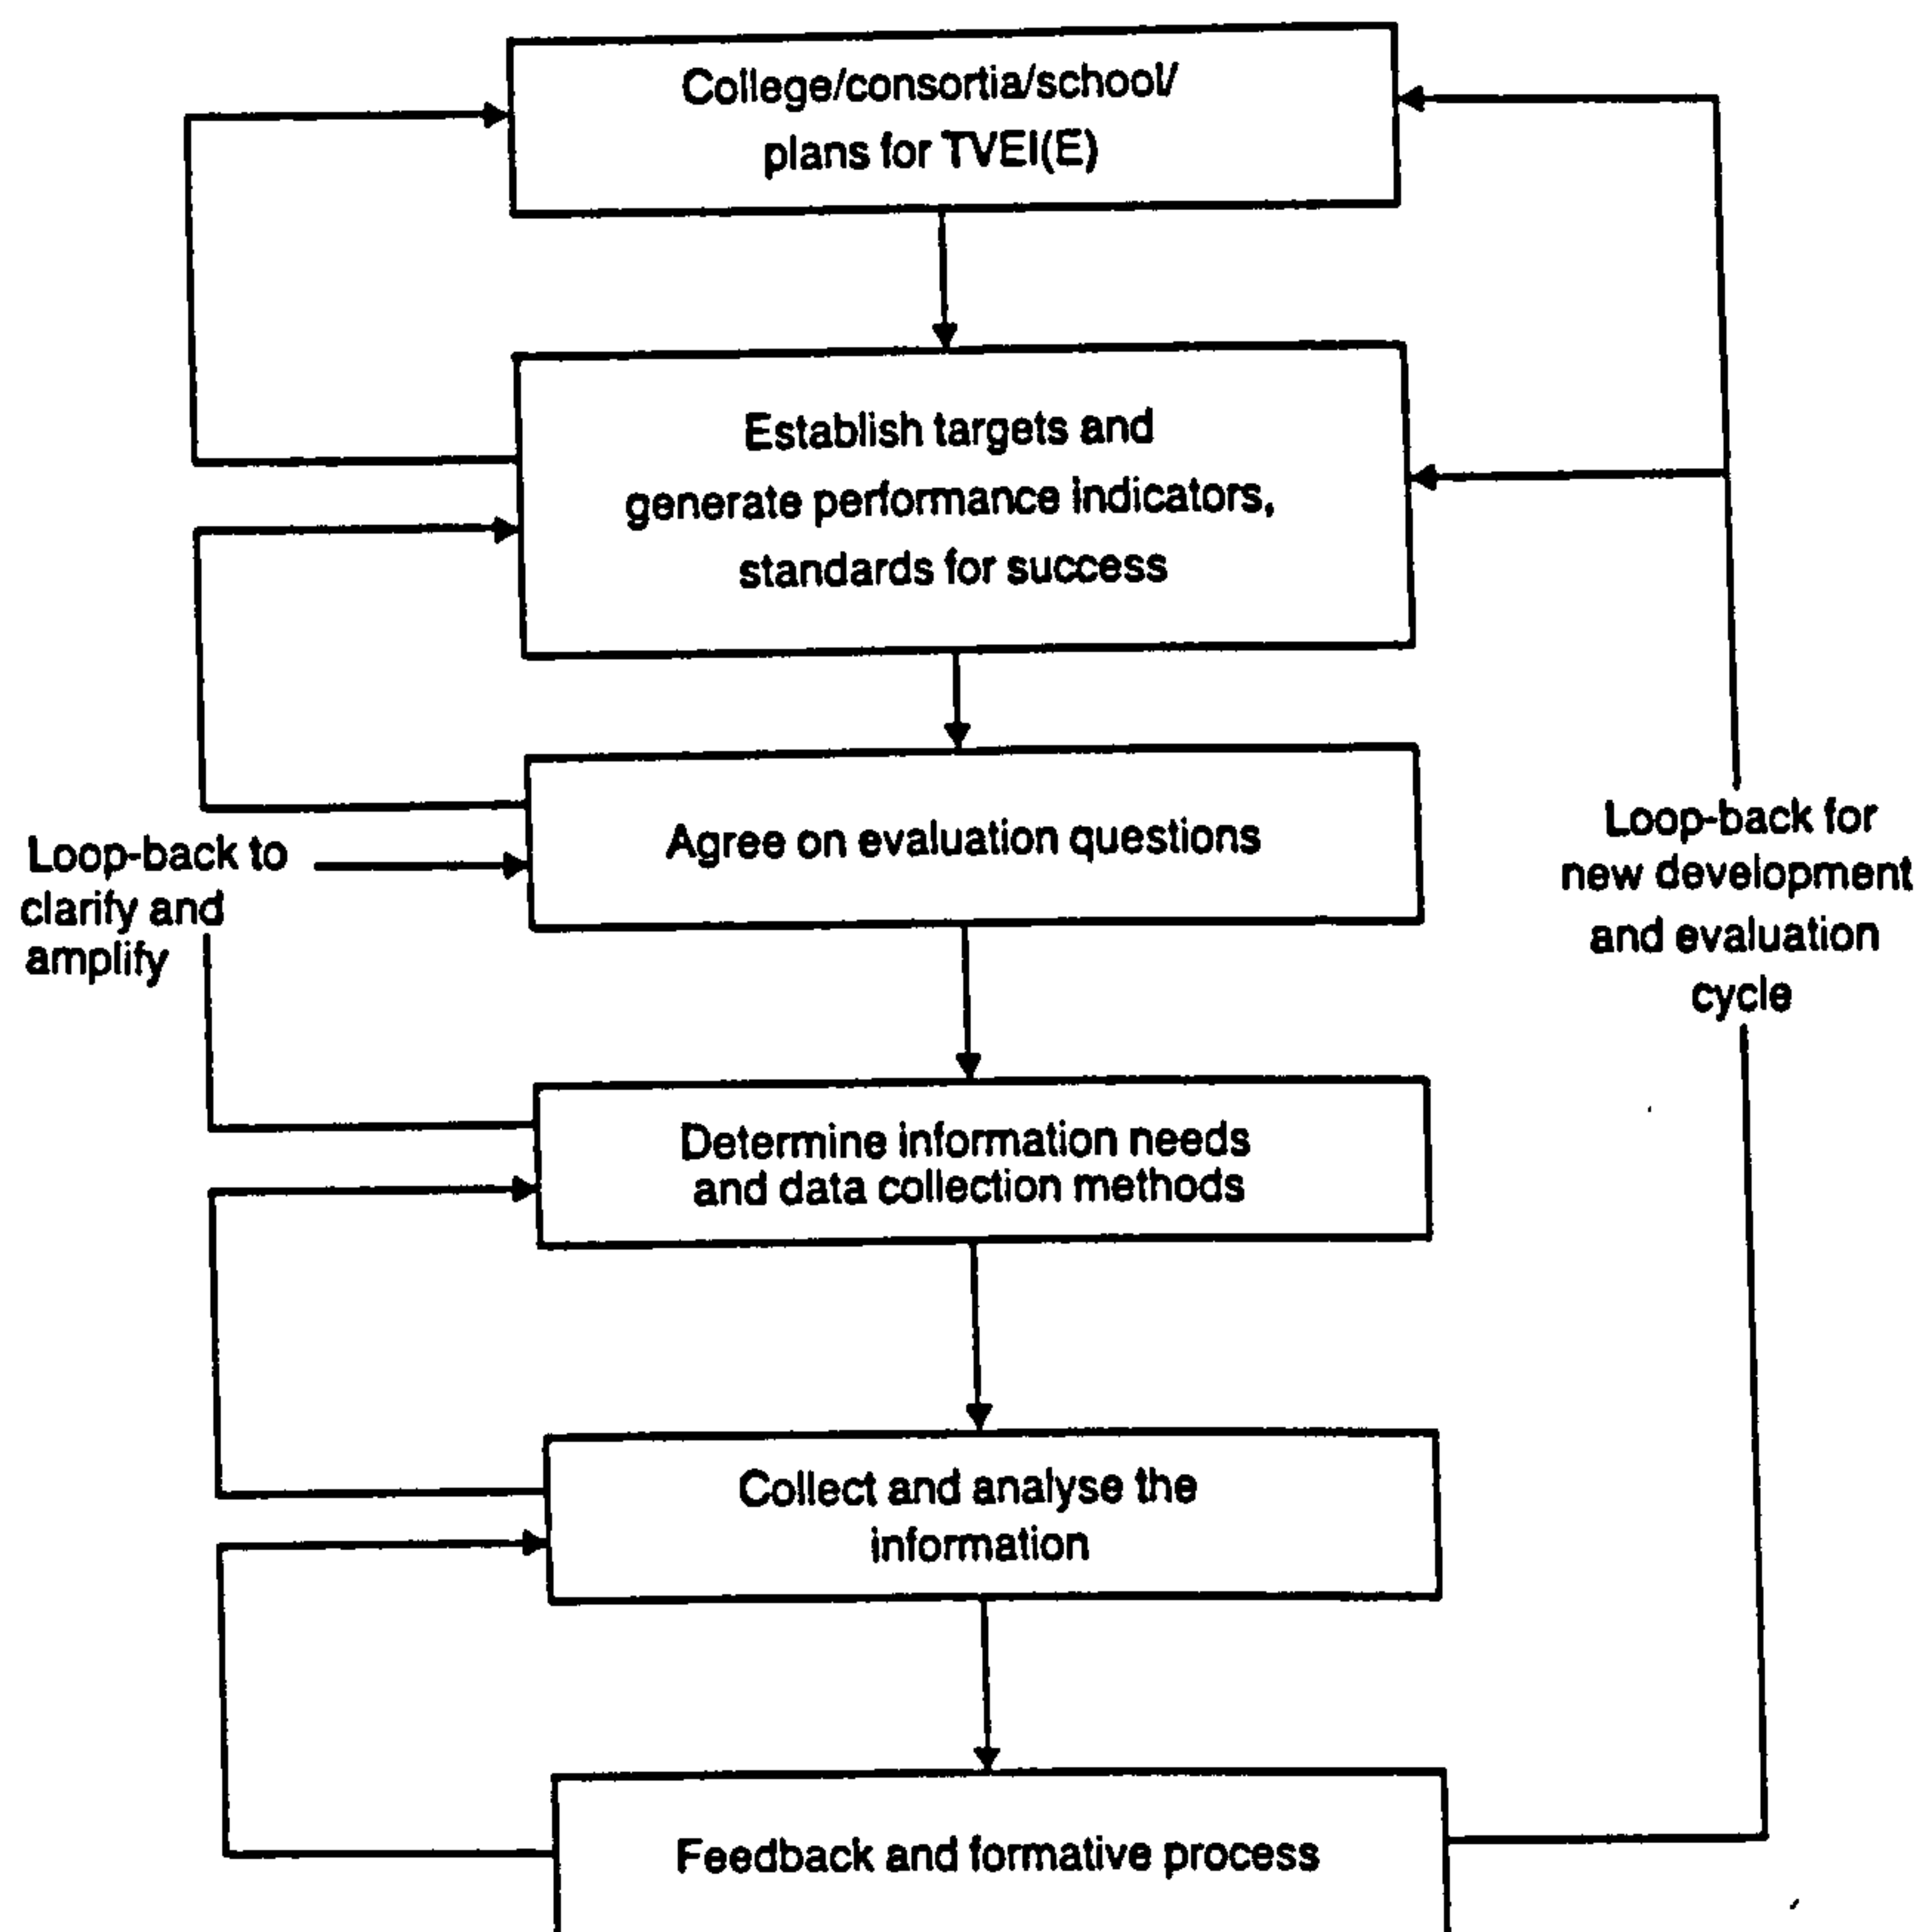 College/consortia/school/
plans for TVEI(E)
Establish targets and
generate performance indicators,
standards for success
Agree on evaluation questions
Loop-back to
clarify and
amplify
Loop-back for
new development
and evaluation
cycle
Determine information needs
and data collection methods
Collect and analyse the
information
Feedback and formative process